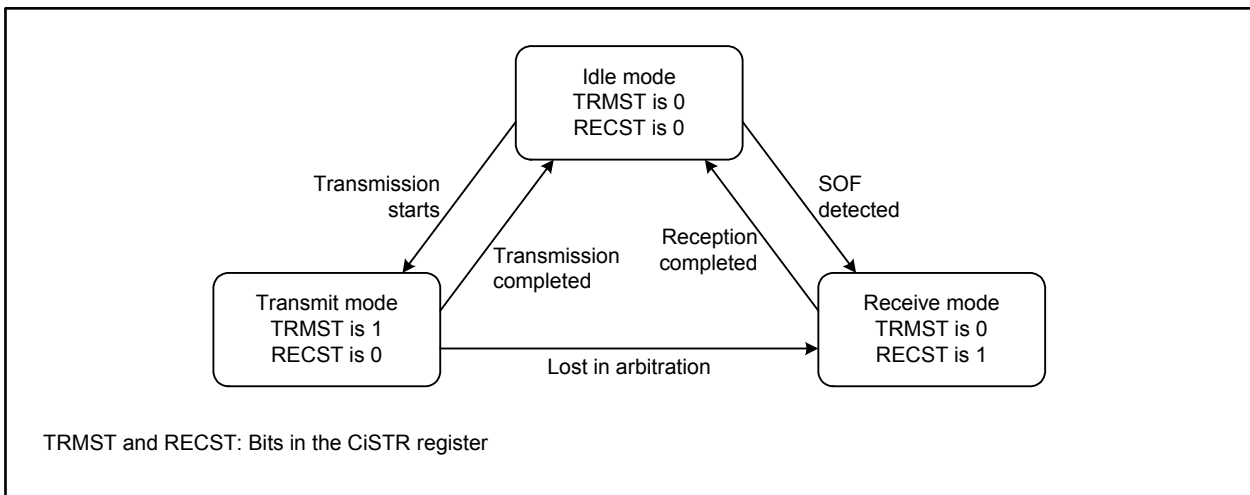 Idle mode
TRMST is 0
RECST is 0
Transmission
starts
SOF
detected
Transmission
completed
Reception
completed
Transmit mode
TRMST is 1
RECST is 0
Receive mode
TRMST is 0
RECST is 1
Lost in arbitration
TRMST and RECST: Bits in the CiSTR register